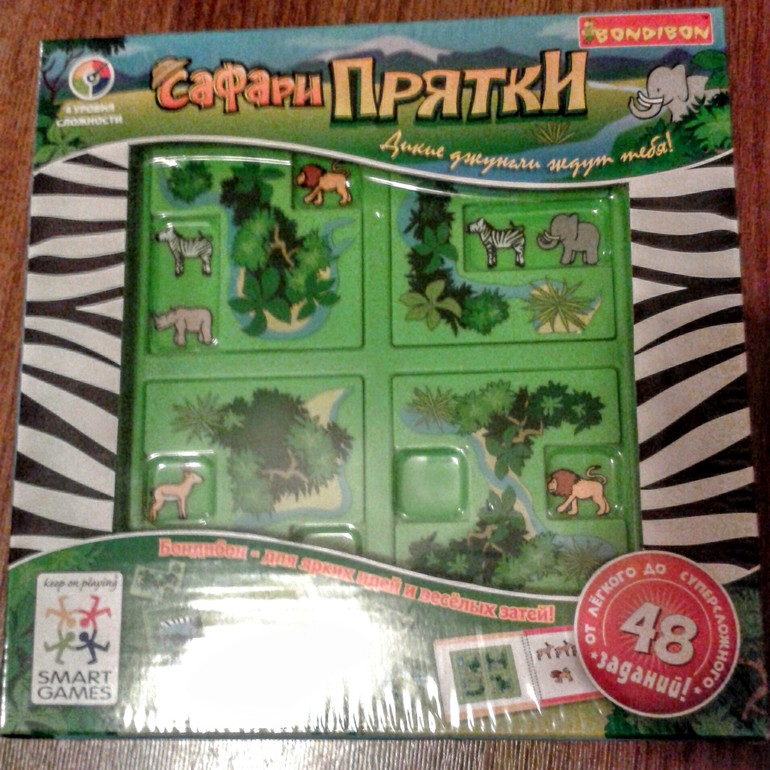 BONDIBON
Сафари ПРЯТКИ
4 УРОВНЯ
СЛОЖНОСТИ
Дикие джунгли ждут тебя!
Бондибон - для ярких идей и весёлых затей!
keep on playing
SMART
GAMES
ОТ ЛЁГКОГО ДО СУПЕРСЛОЖНОГО
48
заданий!